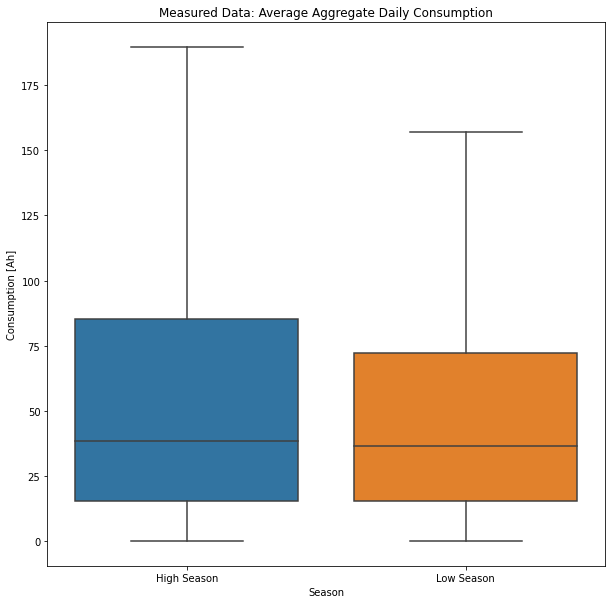 Measured Data: Average Aggregate Daily Consumption
Consumption [Ah]
175
150
125
100
75
50
25
0
High Season
Low Season
Season